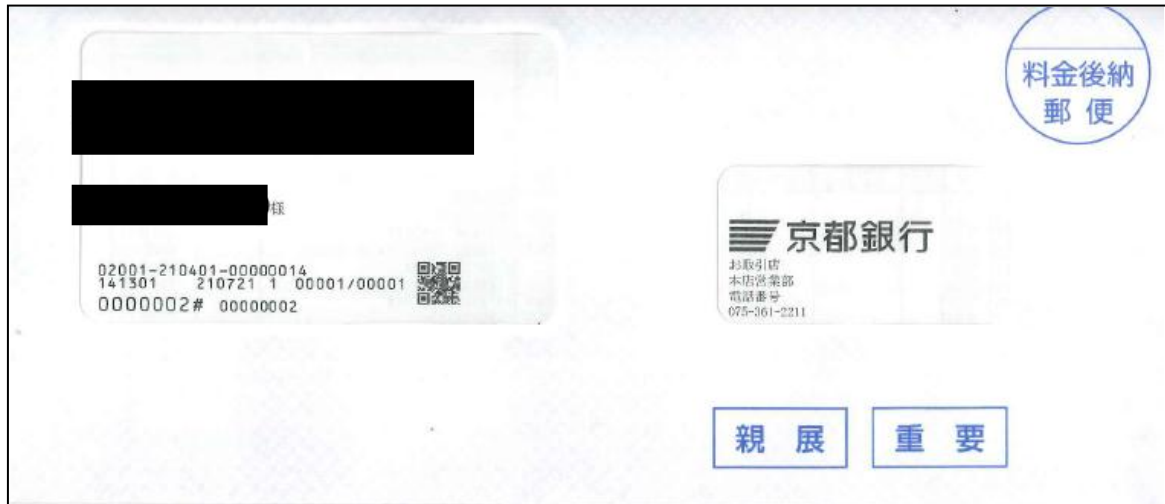 料金後納
郵便
様
02001-210401-00000014
141301 210721 1 00001/00001
0000002# 00000002
京都銀行
お取引店
本店営業部
電話番号
075-361-2211
親展
重要